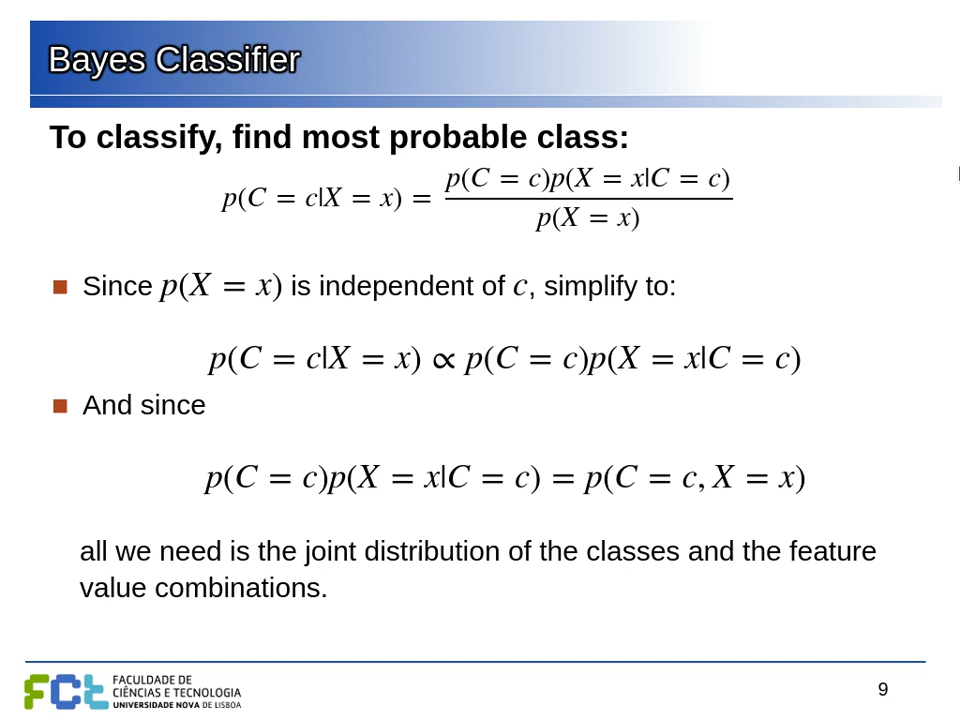 Bayes Classifier
To classify, find most probable class:
p(C = c|X = x) = p(C = c)p(X = x|C = c) / p(X = x)
Since p(X = x) is independent of c, simplify to:
p(C = c|X = x) ∝ p(C = c)p(X = x|C = c)
And since
p(C = c)p(X = x|C = c) = p(C = c, X = x)
all we need is the joint distribution of the classes and the feature
value combinations.
FCt
FACULDADE DE
CIÊNCIAS E TECNOLOGIA
UNIVERSIDADE NOVA DE LISBOA
9